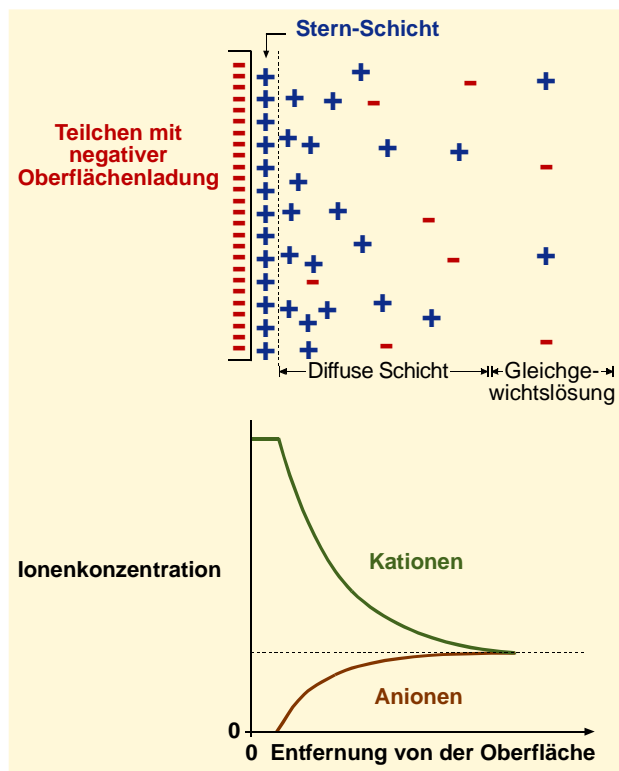 Stern-Schicht
Teilchen mit
negativer
Oberflächenladung
Diffuse Schicht
Gleichge-
wichtslösung
Ionenkonzentration
Kationen
Anionen
0
0 Entfernung von der Oberfläche